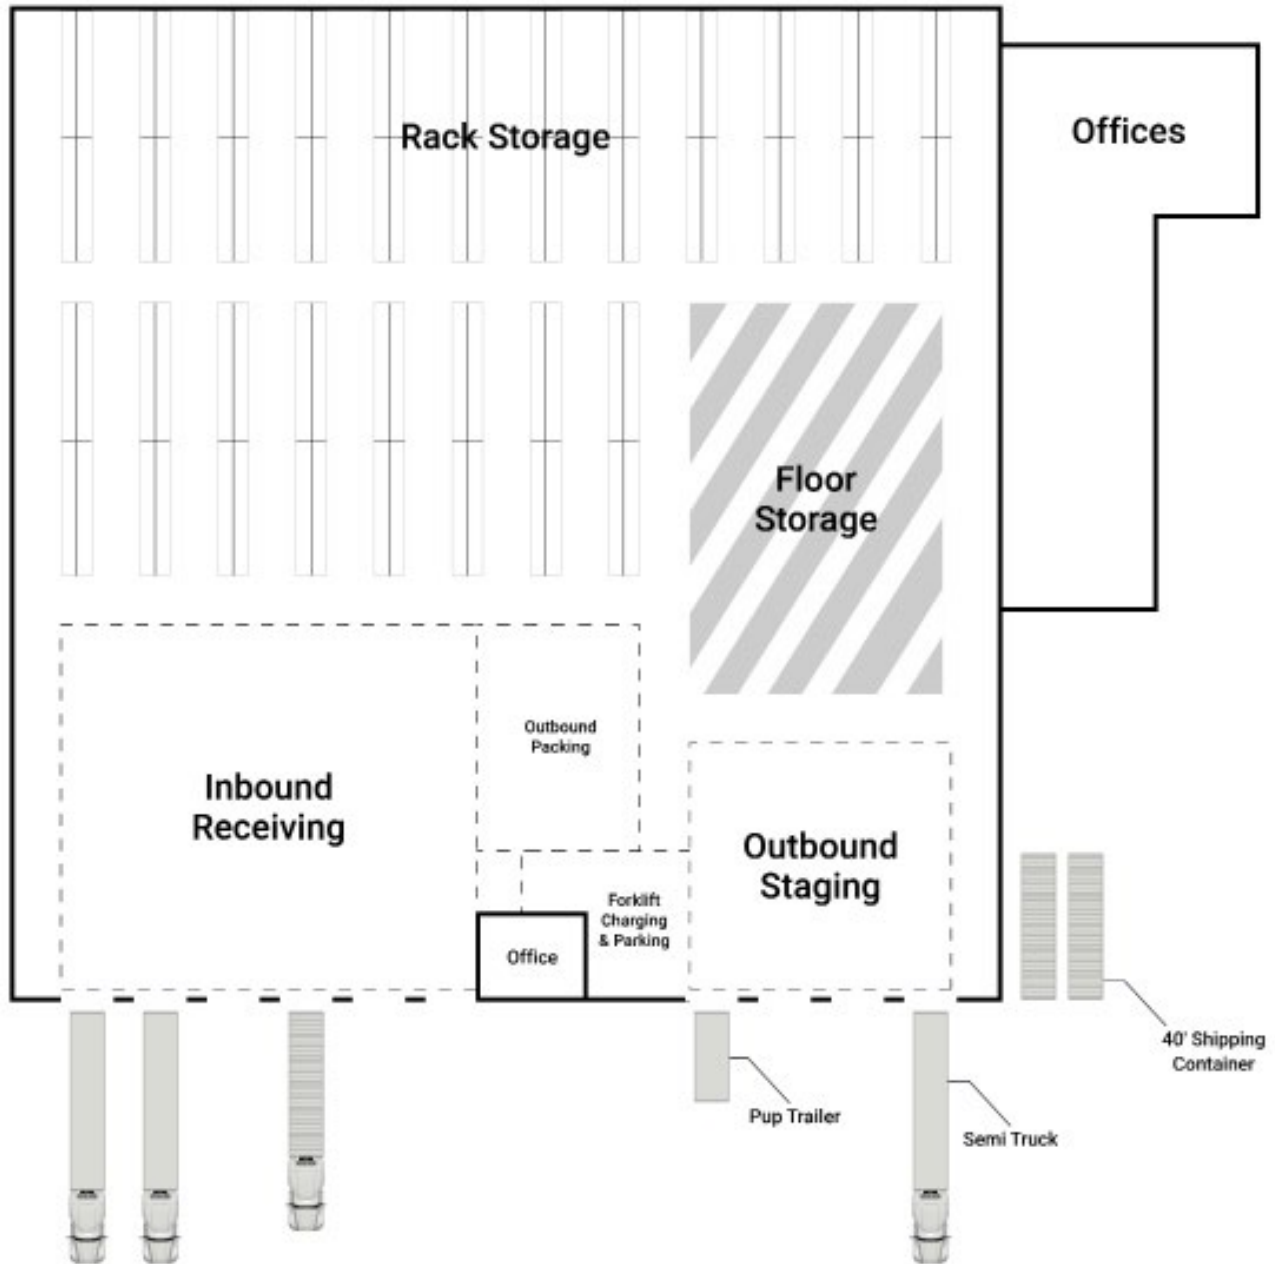 Rack Storage
Offices
Floor
Storage
Outbound
Packing
Inbound
Receiving
Outbound
Staging
Forklift
Charging
& Parking
Office
40' Shipping
Container
Pup Trailer
Semi Truck